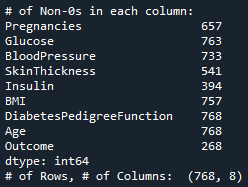 # of Non-0s in each column:
Pregnancies 657
Glucose 763
BloodPressure 733
SkinThickness 541
Insulin 394
BMI 757
DiabetesPedigreeFunction 768
Age 768
Outcome 268
dtype: int64
# of Rows, # of Columns: (768, 8)